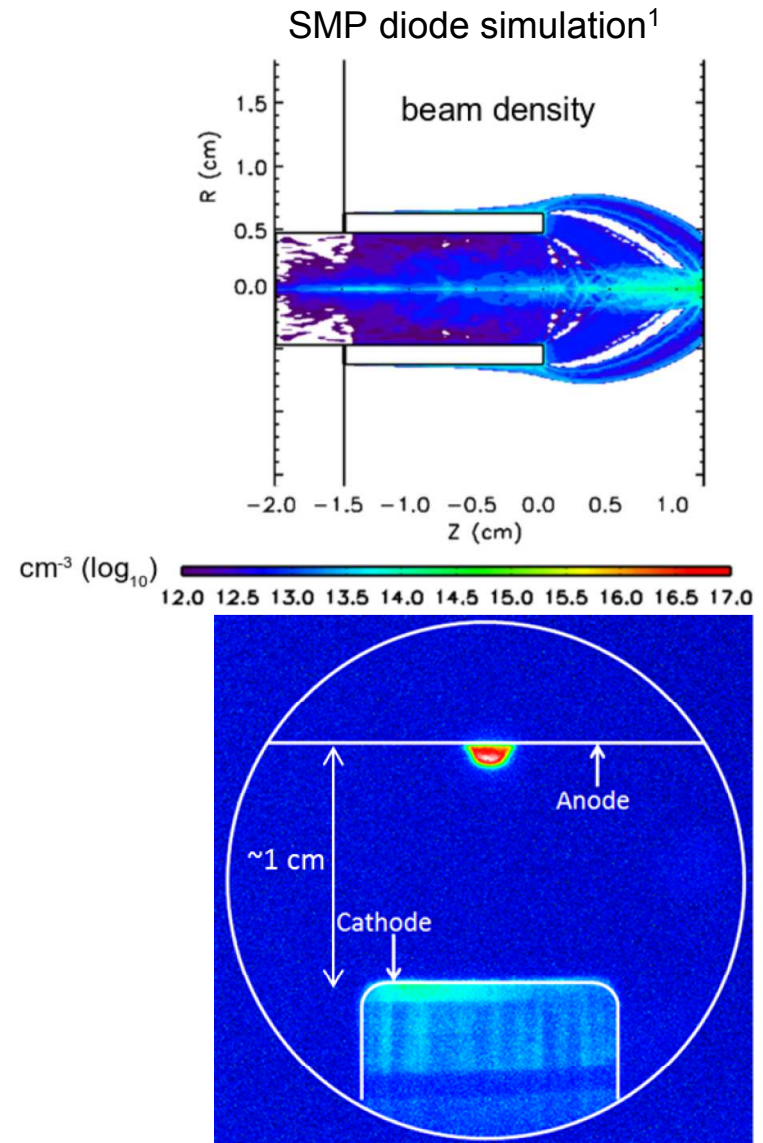 SMP diode simulation¹
beam density
R (cm)
1.5
1.0
0.5
0.0
−2.0 −1.5 −1.0 −0.5 0.0 0.5 1.0
Z (cm)
cm⁻³ (log₁₀)
12.0 12.5 13.0 13.5 14.0 14.5 15.0 15.5 16.0 16.5 17.0
Anode
~1 cm
Cathode